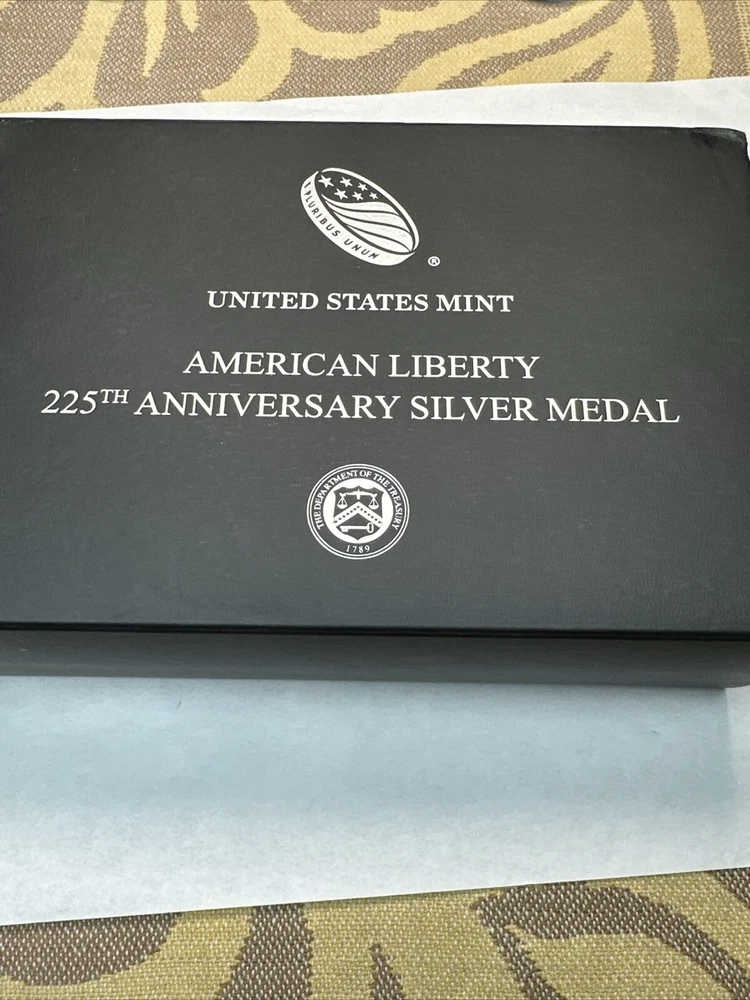 E PLURIBUS UNUM
®
UNITED STATES MINT
AMERICAN LIBERTY
225TH ANNIVERSARY SILVER MEDAL
THE DEPARTMENT OF THE TREASURY
1789